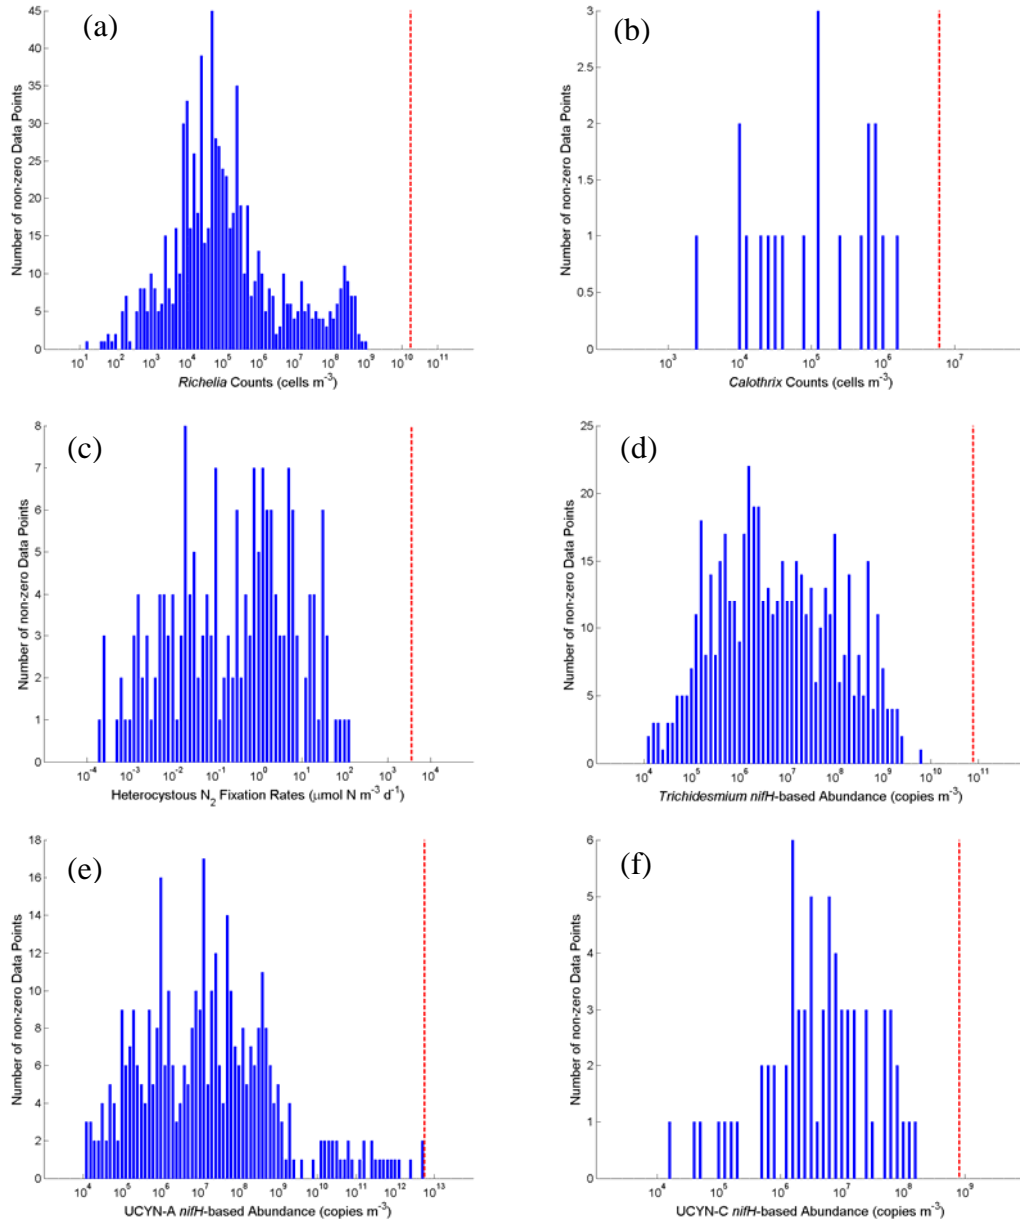 (a)
Number of non-zero Data Points
45
40
35
30
25
20
15
10
5
0
10^1 10^2 10^3 10^4 10^5 10^6 10^7 10^8 10^9 10^10 10^11
Richelia Counts (cells m^-3)
(b)
Number of non-zero Data Points
3
2.5
2
1.5
1
0.5
0
10^3 10^4 10^5 10^6 10^7
Calothrix Counts (cells m^-3)
(c)
Number of non-zero Data Points
8
7
6
5
4
3
2
1
0
10^-4 10^-3 10^-2 10^-1 10^0 10^1 10^2 10^3 10^4
Heterocystous N_2 Fixation Rates (μmol N m^-3 d^-1)
(d)
Number of non-zero Data Points
25
20
15
10
5
0
10^4 10^5 10^6 10^7 10^8 10^9 10^10 10^11
Trichidesmium nifH-based Abundance (copies m^-3)
(e)
Number of non-zero Data Points
18
16
14
12
10
8
6
4
2
0
10^4 10^5 10^6 10^7 10^8 10^9 10^10 10^11 10^12 10^13
UCYN-A nifH-based Abundance (copies m^-3)
(f)
Number of non-zero Data Points
6
5
4
3
2
1
0
10^4 10^5 10^6 10^7 10^8 10^9
UCYN-C nifH-based Abundance (copies m^-3)